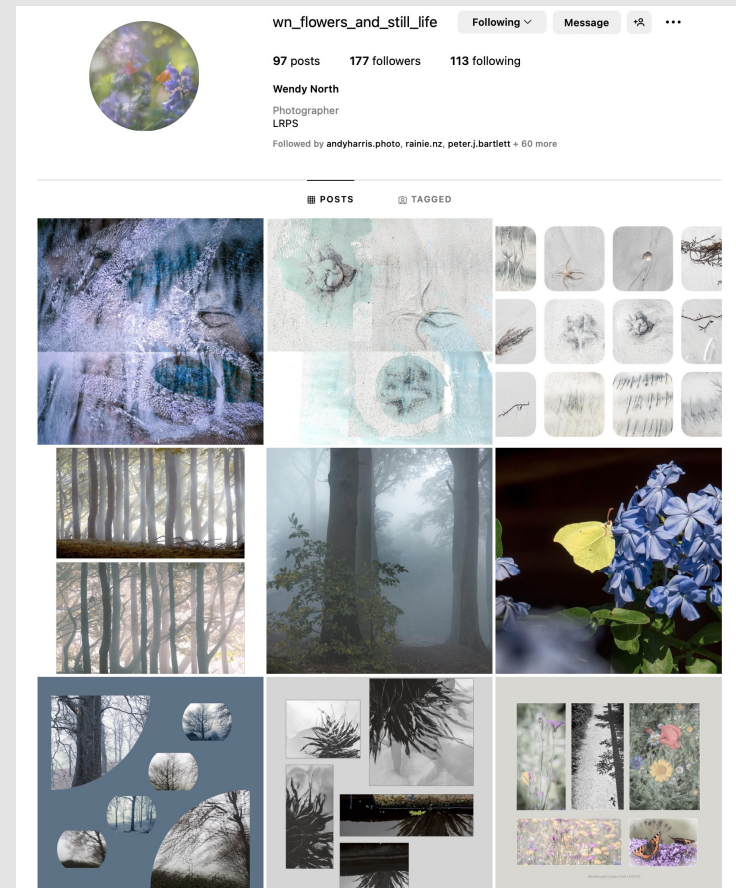 wn_flowers_and_still_life Following Message
97 posts 177 followers 113 following
Wendy North
Photographer
LRPS
Followed by andyharris.photo, rainie.nz, peter.j.bartlett + 60 more
POSTS TAGGED